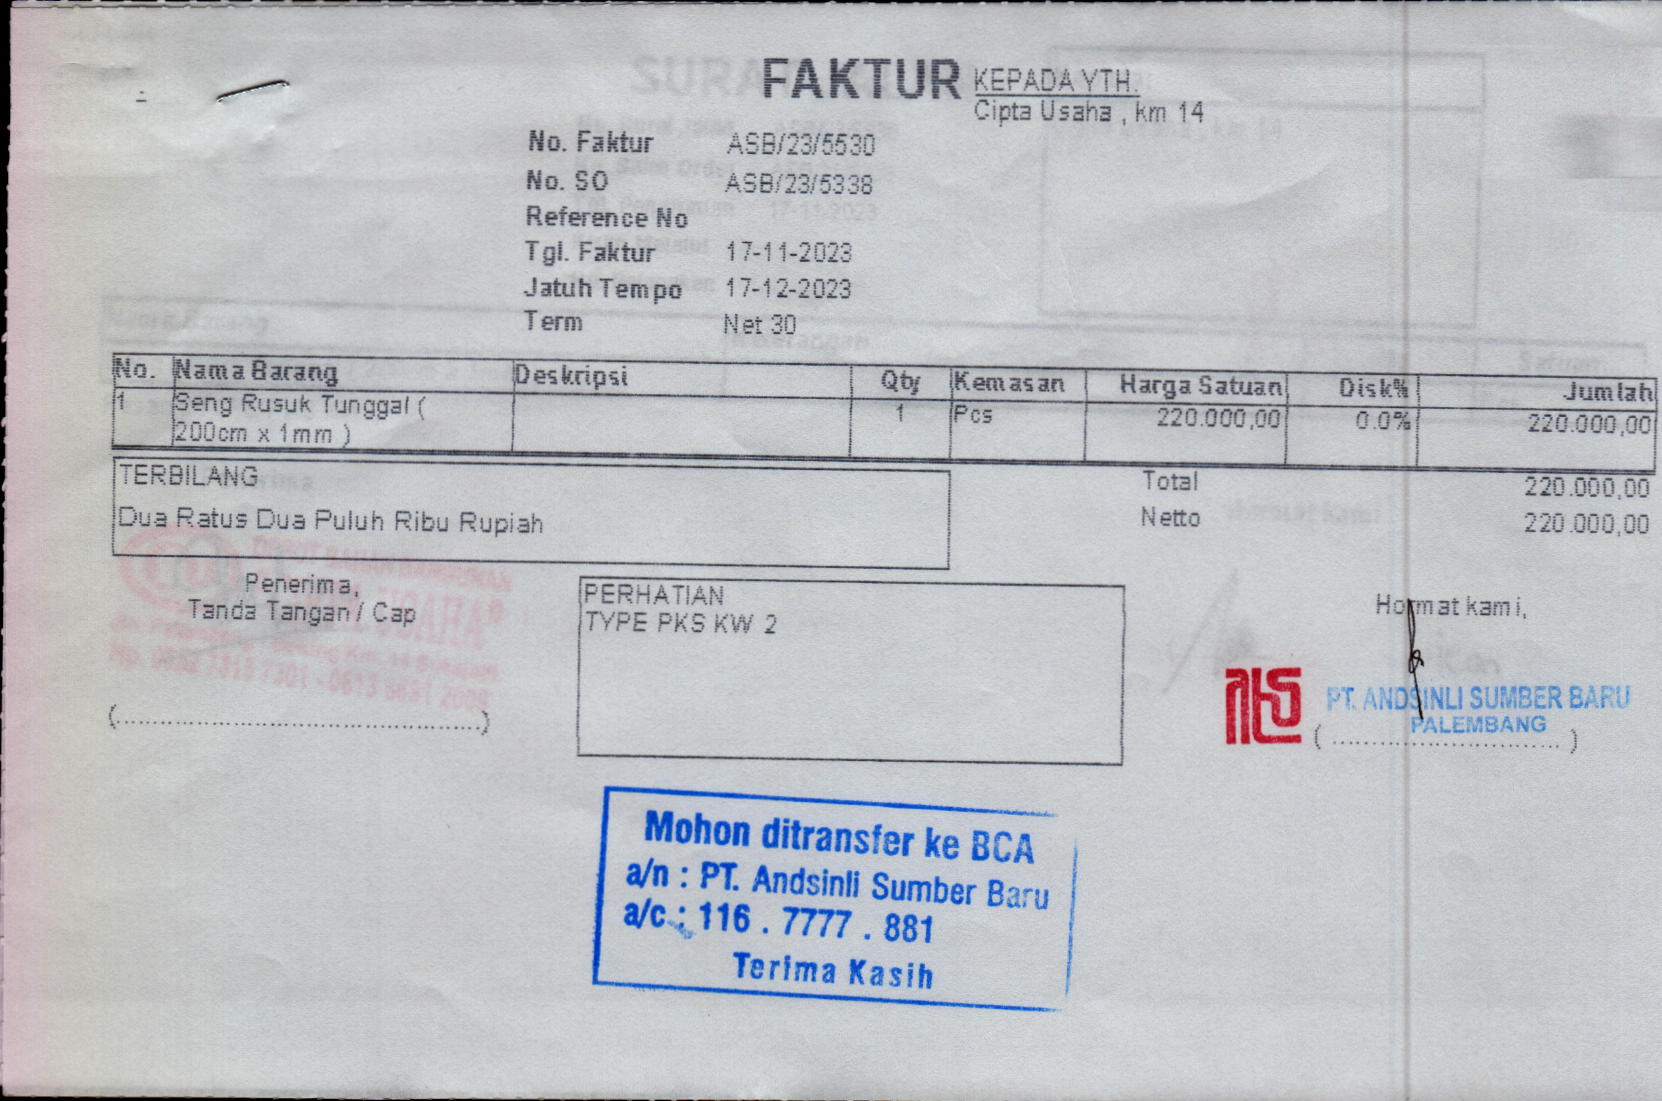 FAKTUR
KEPADA YTH.
Cipta Usaha , km 14
No. Faktur ASB/23/5530
No. SO ASB/23/5338
Reference No
Tgl. Faktur 17-11-2023
Jatuh Tempo 17-12-2023
Term Net 30
No. Nama Barang Deskripsi Qty Kemasan Harga Satuan Disk% Jumlah
1 Seng Rusuk Tunggal ( 1 Pcs 220.000,00 0.0% 220.000,00
200cm x 1mm )
TERBILANG
Dua Ratus Dua Puluh Ribu Rupiah
Total 220.000,00
Netto 220.000,00
Penerima,
Tanda Tangan / Cap
(..................................................)
PERHATIAN
TYPE PKS KW 2
Hormat kami,
PT. ANDSINLI SUMBER BARU
PALEMBANG
( ................................ )
Mohon ditransfer ke BCA
a/n : PT. Andsinli Sumber Baru
a/c : 116 . 7777 . 881
Terima Kasih